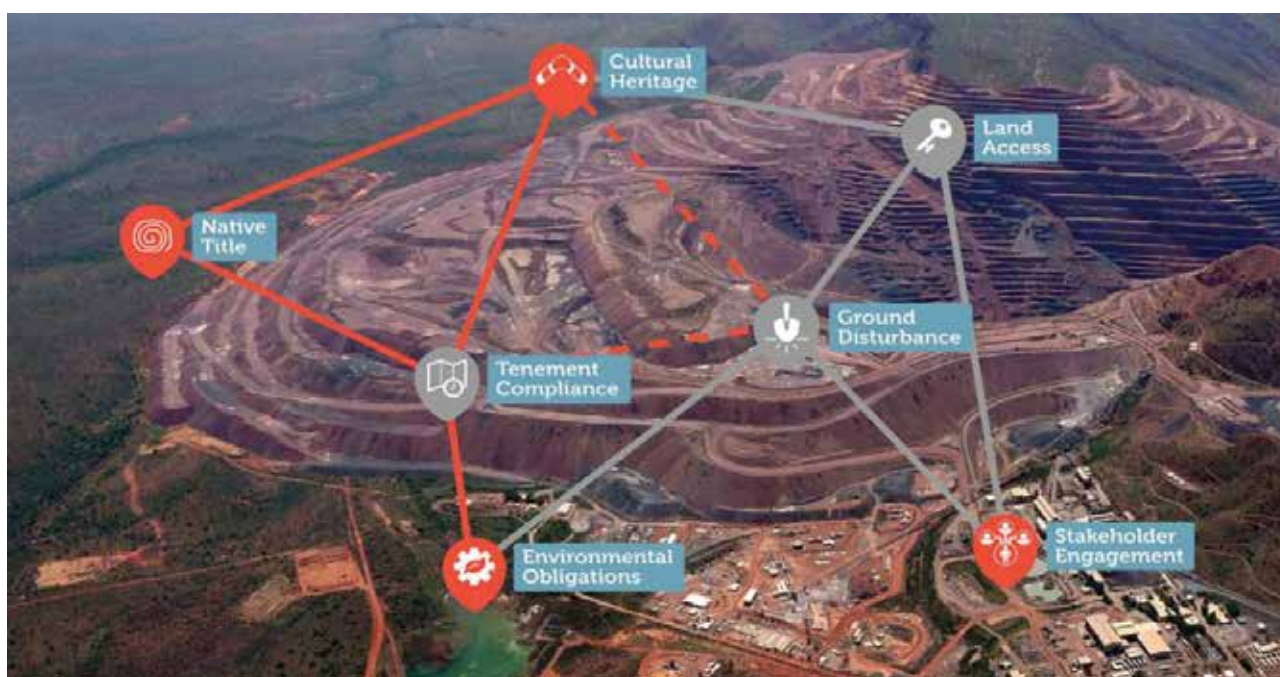 Cultural
Heritage
Land
Access
Native
Title
Ground
Disturbance
Tenement
Compliance
Stakeholder
Engagement
Environmental
Obligations